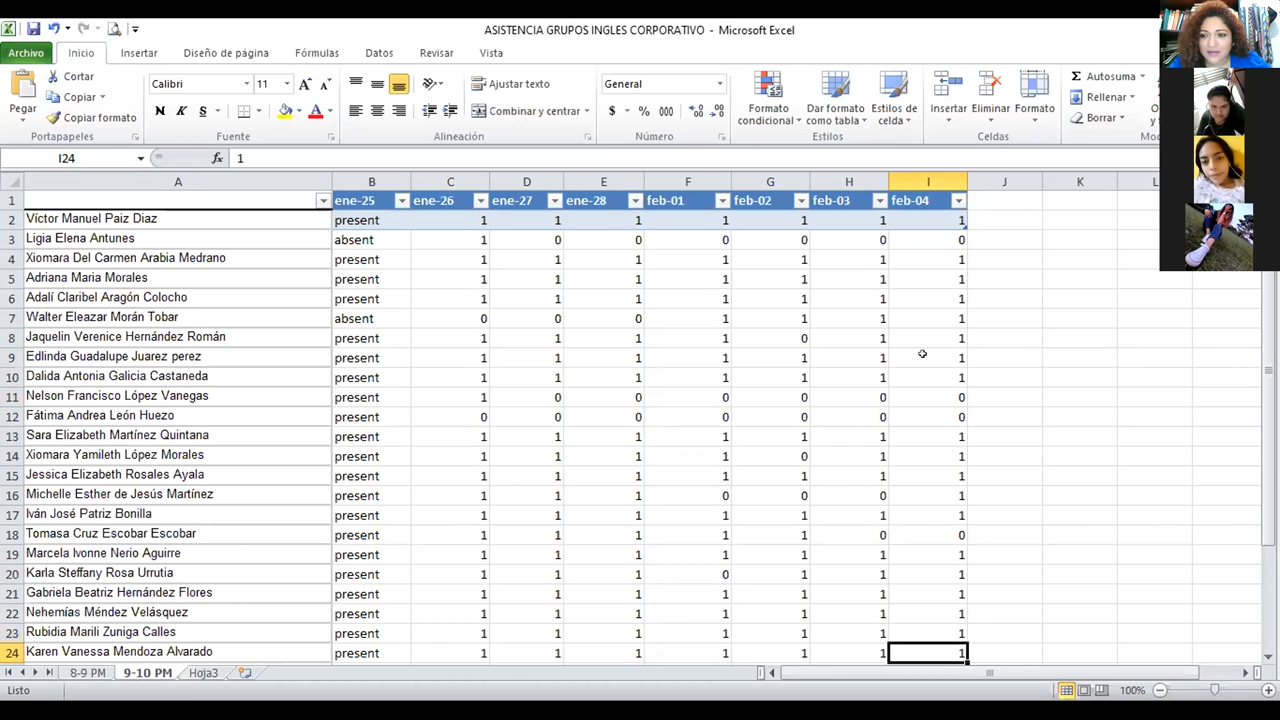 ASISTENCIA GRUPOS INGLES CORPORATIVO - Microsoft Excel
Archivo Inicio Insertar Diseño de página Fórmulas Datos Revisar Vista
Cortar Calibri 11 Ajustar texto General Autosuma
Copiar Rellenar
Pegar Copiar formato N K S Combinar y centrar $ % 000 Formato condicional Dar formato como tabla Estilos de celda Insertar Eliminar Formato Borrar
Portapapeles Fuente Alineación Número Estilos Celdas
I24 fx 1
A B C D E F G H I J K L
1 ene-25 ene-26 ene-27 ene-28 feb-01 feb-02 feb-03 feb-04
2 Víctor Manuel Paiz Diaz present 1 1 1 1 1 1 1
3 Ligia Elena Antunes absent 1 0 0 0 0 0 0
4 Xiomara Del Carmen Arabia Medrano present 1 1 1 1 1 1 1
5 Adriana Maria Morales present 1 1 1 1 1 1 1
6 Adalí Claribel Aragón Colocho present 1 1 1 1 1 1 1
7 Walter Eleazar Morán Tobar absent 0 0 0 1 1 1 1
8 Jaquelin Verenice Hernández Román present 1 1 1 1 0 1 1
9 Edlinda Guadalupe Juarez perez present 1 1 1 1 1 1 1
10 Dalida Antonia Galicia Castaneda present 1 1 1 1 1 1 1
11 Nelson Francisco López Vanegas present 1 0 0 0 0 0 0
12 Fátima Andrea León Huezo present 0 0 0 0 0 0 0
13 Sara Elizabeth Martínez Quintana present 1 1 1 1 1 1 1
14 Xiomara Yamileth López Morales present 1 1 1 1 0 1 1
15 Jessica Elizabeth Rosales Ayala present 1 1 1 1 1 1 1
16 Michelle Esther de Jesús Martínez present 1 1 1 0 0 0 1
17 Iván José Patriz Bonilla present 1 1 1 1 1 1 1
18 Tomasa Cruz Escobar Escobar present 1 1 1 1 1 0 0
19 Marcela Ivonne Nerio Aguirre present 1 1 1 1 1 1 1
20 Karla Steffany Rosa Urrutia present 1 1 1 0 1 1 1
21 Gabriela Beatriz Hernández Flores present 1 1 1 1 1 1 1
22 Nehemías Méndez Velásquez present 1 1 1 1 1 1 1
23 Rubidia Marili Zuniga Calles present 1 1 1 1 1 1 1
24 Karen Vanessa Mendoza Alvarado present 1 1 1 1 1 1 1
8-9 PM 9-10 PM Hoja3
Listo 100%